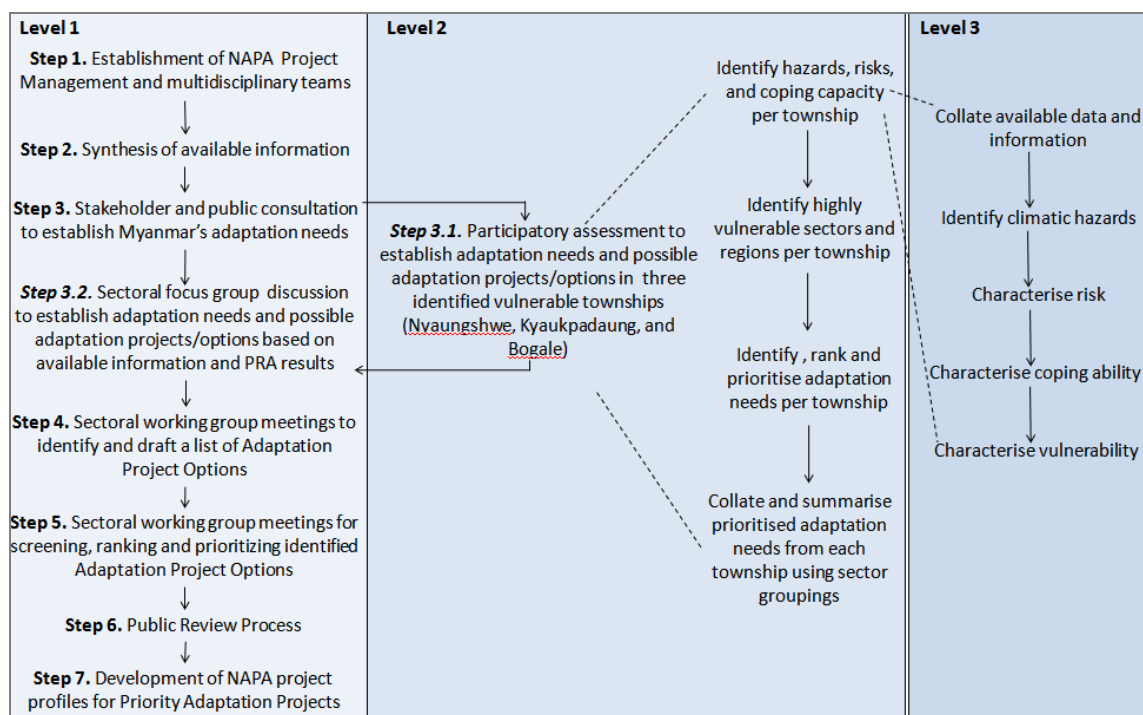 Level 1
Step 1. Establishment of NAPA Project
Management and multidisciplinary teams
Step 2. Synthesis of available information
Step 3. Stakeholder and public consultation
to establish Myanmar's adaptation needs
Step 3.2. Sectoral focus group discussion
to establish adaptation needs and possible
adaptation projects/options based on
available information and PRA results
Step 4. Sectoral working group meetings to
identify and draft a list of Adaptation
Project Options
Step 5. Sectoral working group meetings for
screening, ranking and prioritizing identified
Adaptation Project Options
Step 6. Public Review Process
Step 7. Development of NAPA project
profiles for Priority Adaptation Projects
Level 2
Step 3.1. Participatory assessment to
establish adaptation needs and possible
adaptation projects/options in three
identified vulnerable townships
(Nyaungshwe, Kyaukpadaung, and
Bogale)
Identify hazards, risks,
and coping capacity
per township
Identify highly
vulnerable sectors and
regions per township
Identify , rank and
prioritise adaptation
needs per township
Collate and summarise
prioritised adaptation
needs from each
township using sector
groupings
Level 3
Collate available data and
information
Identify climatic hazards
Characterise risk
Characterise coping ability
Characterise vulnerability